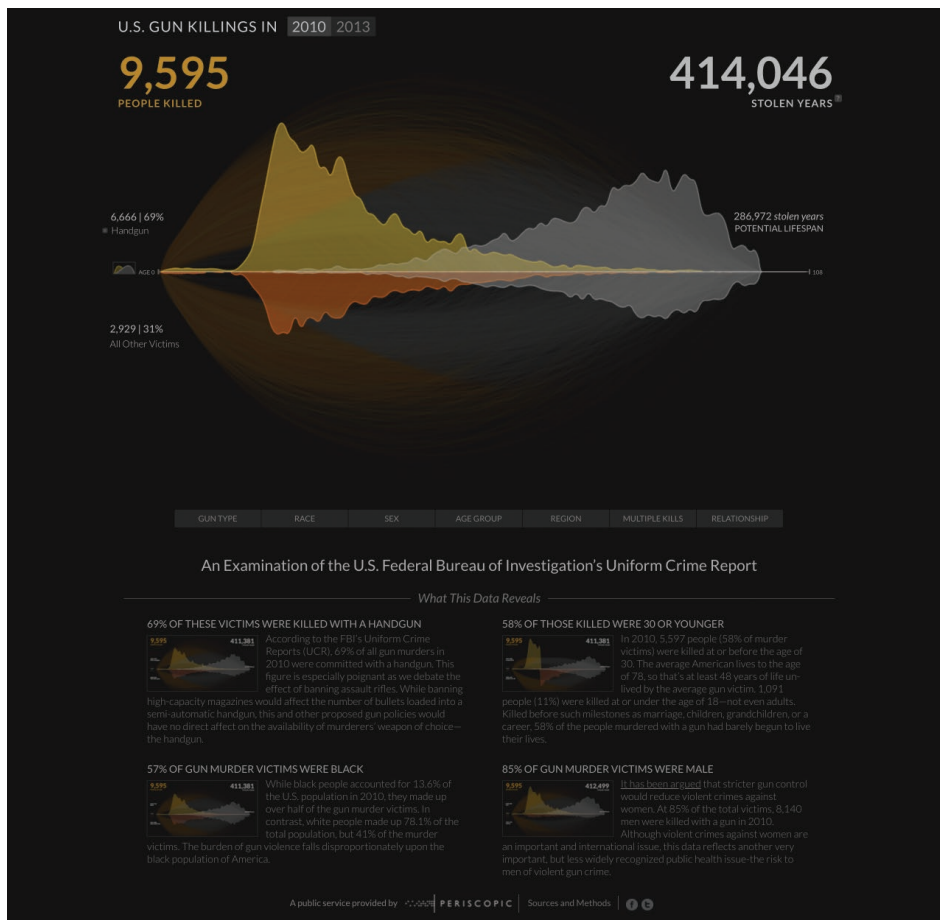 U.S. GUN KILLINGS IN 2010 2013
9,595
PEOPLE KILLED
414,046
STOLEN YEARS ?
6,666 | 69%
Handgun
286,972 stolen years
POTENTIAL LIFESPAN
AGE 0
108
2,929 | 31%
All Other Victims
GUN TYPE RACE SEX AGE GROUP REGION MULTIPLE KILLS RELATIONSHIP
An Examination of the U.S. Federal Bureau of Investigation's Uniform Crime Report
What This Data Reveals
69% OF THESE VICTIMS WERE KILLED WITH A HANDGUN
9,595 411,381
According to the FBI's Uniform Crime
Reports (UCR), 69% of all gun murders in
2010 were committed with a handgun. This
figure is especially poignant as we debate the
effect of banning assault rifles. While banning
high-capacity magazines would affect the number of bullets loaded into a
semi-automatic handgun, this and other proposed gun policies would
have no direct affect on the availability of murderers' weapon of choice—
the handgun.
58% OF THOSE KILLED WERE 30 OR YOUNGER
9,595 411,381
In 2010, 5,597 people (58% of murder
victims) were killed at or before the age of
30. The average American lives to the age
of 78, so that's at least 48 years of life un-
lived by the average gun victim. 1,091
people (11%) were killed at or under the age of 18—not even adults.
Killed before such milestones as marriage, children, grandchildren, or a
career, 58% of the people murdered with a gun had barely begun to live
their lives.
57% OF GUN MURDER VICTIMS WERE BLACK
9,595 411,381
While black people accounted for 13.6% of
the U.S. population in 2010, they made up
over half of the gun murder victims. In
contrast, white people made up 78.1% of the
total population, but 41% of the murder
victims. The burden of gun violence falls disproportionately upon the
black population of America.
85% OF GUN MURDER VICTIMS WERE MALE
9,595 412,499
It has been argued that stricter gun control
would reduce violent crimes against
women. At 85% of the total victims, 8,140
men were killed with a gun in 2010.
Although violent crimes against women are
an important and international issue, this data reflects another very
important, but less widely recognized public health issue-the risk to
men of violent gun crime.
A public service provided by PERISCOPIC Sources and Methods f t